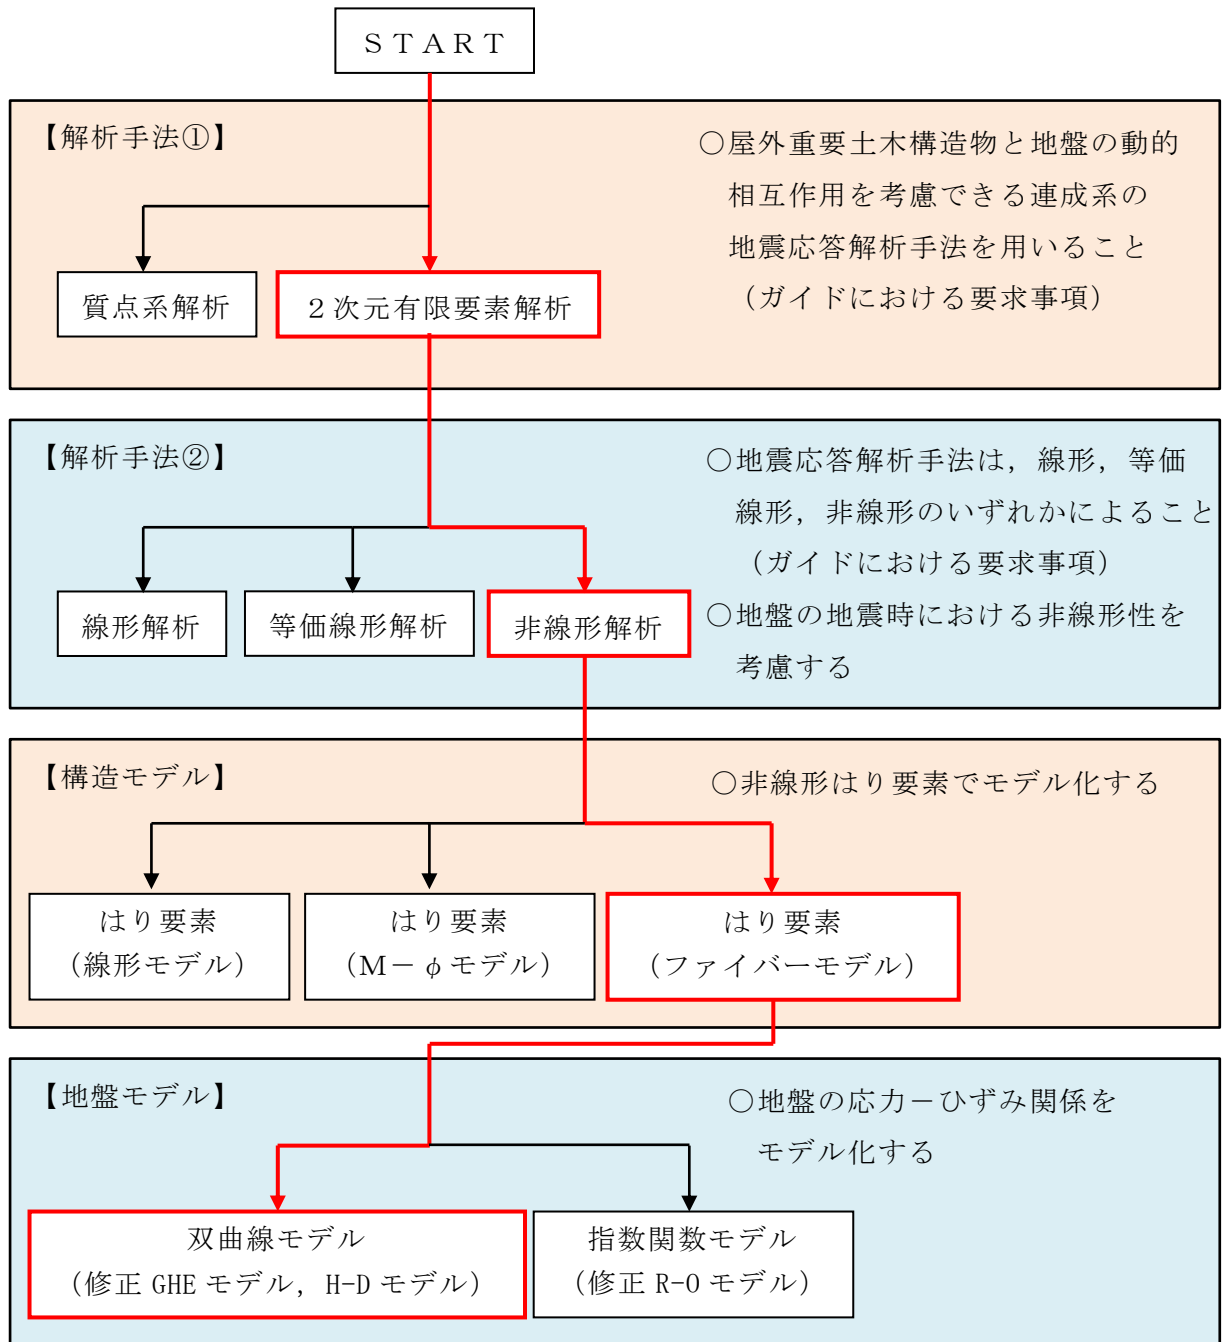 ＳＴＡＲＴ
【解析手法①】
○屋外重要土木構造物と地盤の動的
相互作用を考慮できる連成系の
地震応答解析手法を用いること
（ガイドにおける要求事項）
質点系解析
２次元有限要素解析
【解析手法②】
○地震応答解析手法は，線形，等価
線形，非線形のいずれかによること
（ガイドにおける要求事項）
○地盤の地震時における非線形性を
考慮する
線形解析
等価線形解析
非線形解析
【構造モデル】
○非線形はり要素でモデル化する
はり要素
（線形モデル）
はり要素
（Ｍ－φモデル）
はり要素
（ファイバーモデル）
【地盤モデル】
○地盤の応力－ひずみ関係を
モデル化する
双曲線モデル
（修正 GHE モデル，H-D モデル）
指数関数モデル
（修正 R-O モデル）